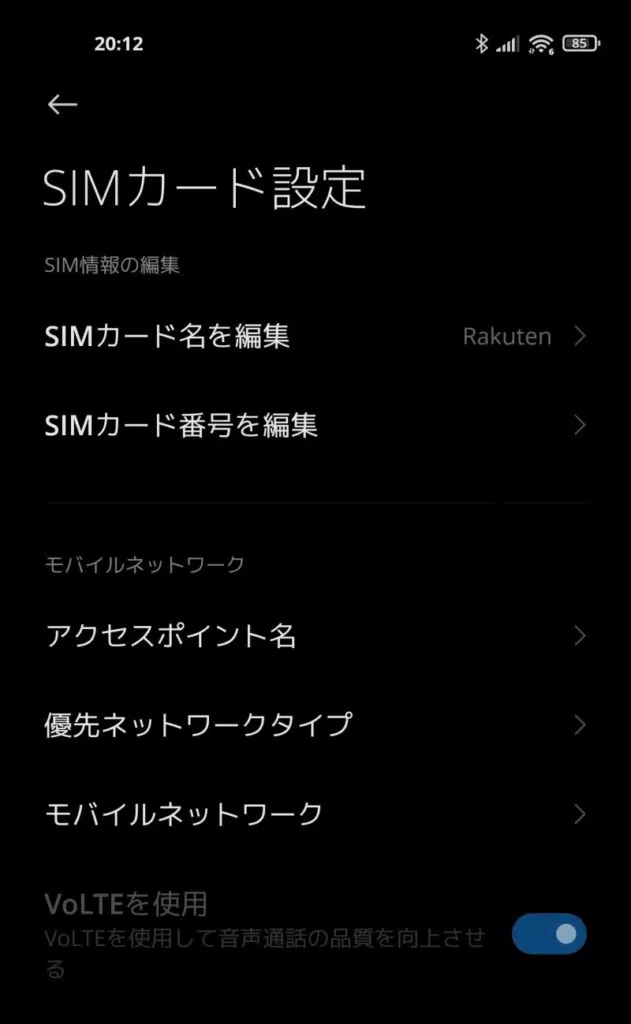 20:12
6
85
SIMカード設定
SIM情報の編集
SIMカード名を編集 Rakuten
SIMカード番号を編集
モバイルネットワーク
アクセスポイント名
優先ネットワークタイプ
モバイルネットワーク
VoLTEを使用
VoLTEを使用して音声通話の品質を向上させ
る